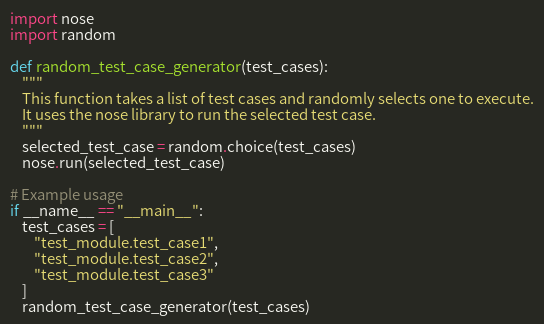 import nose
import random

def random_test_case_generator(test_cases):
    """
    This function takes a list of test cases and randomly selects one to execute.
    It uses the nose library to run the selected test case.
    """
    selected_test_case = random.choice(test_cases)
    nose.run(selected_test_case)

# Example usage
if __name__ == "__main__":
    test_cases = [
        "test_module.test_case1",
        "test_module.test_case2",
        "test_module.test_case3"
    ]
    random_test_case_generator(test_cases)